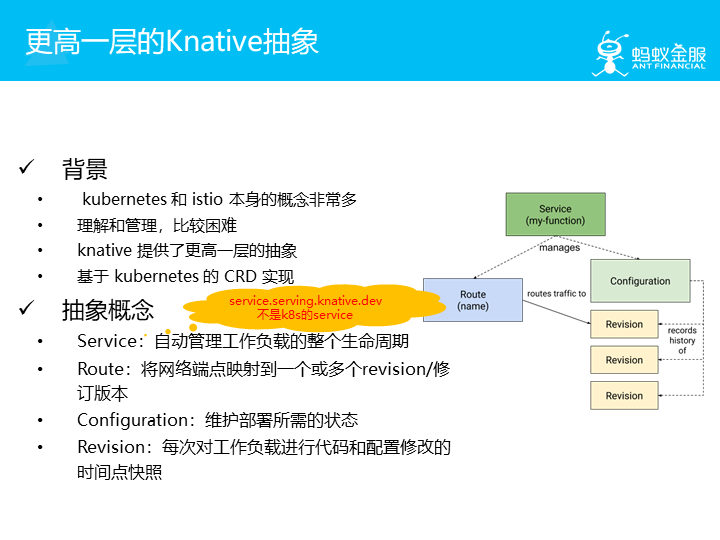 更高一层的Knative抽象
蚂蚁金服
ANT FINANCIAL
✓ 背景
• kubernetes 和 istio 本身的概念非常多
• 理解和管理，比较困难
• knative 提供了更高一层的抽象
• 基于 kubernetes 的 CRD 实现
✓ 抽象概念
service.serving.knative.dev
不是k8s的service
• Service：自动管理工作负载的整个生命周期
• Route：将网络端点映射到一个或多个revision/修
订版本
• Configuration：维护部署所需的状态
• Revision：每次对工作负载进行代码和配置修改的
时间点快照
Service
(my-function)
manages
Route
(name)
routes traffic to
Configuration
Revision
Revision
Revision
records
history
of